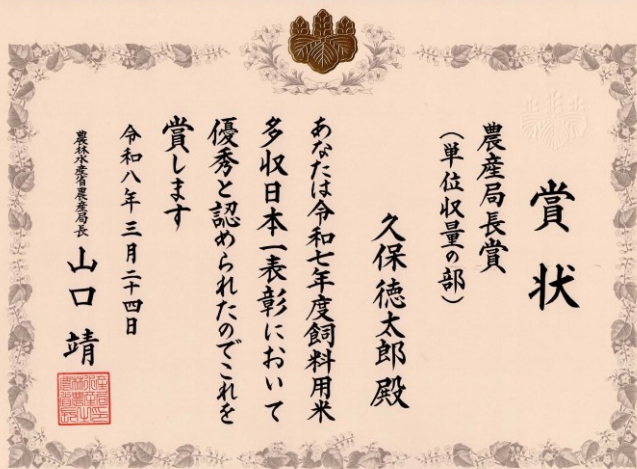 賞状
農産局長賞
（単位収量の部）
久保徳太郎殿
あなたは令和七年度飼料用米
多収日本一表彰において
優秀と認められたのでこれを
賞します
令和八年三月二十四日
農林水産省農産局長 山口靖